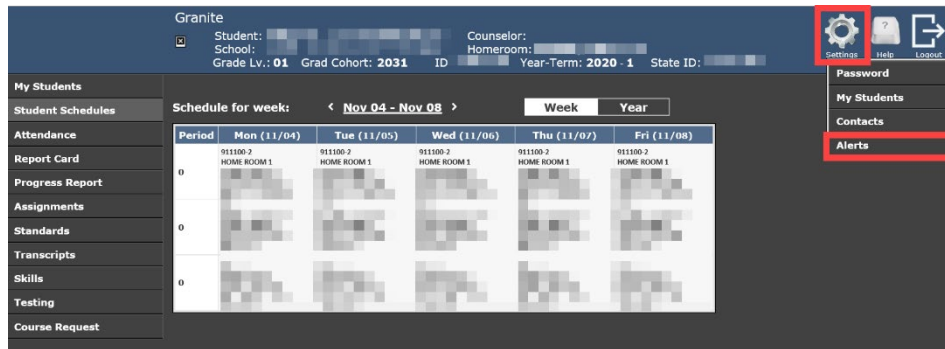 Granite
Student: Counselor:
School: Homeroom:
Grade Lv.: 01 Grad Cohort: 2031 ID Year-Term: 2020 - 1 State ID:
Settings Help Logout
Password
My Students
Contacts
Alerts
My Students
Student Schedules
Attendance
Report Card
Progress Report
Assignments
Standards
Transcripts
Skills
Testing
Course Request
Schedule for week: < Nov 04 - Nov 08 > Week Year
Period Mon (11/04) Tue (11/05) Wed (11/06) Thu (11/07) Fri (11/08)
911100-2 911100-2 911100-2 911100-2 911100-2
HOME ROOM 1 HOME ROOM 1 HOME ROOM 1 HOME ROOM 1 HOME ROOM 1
0
0
0